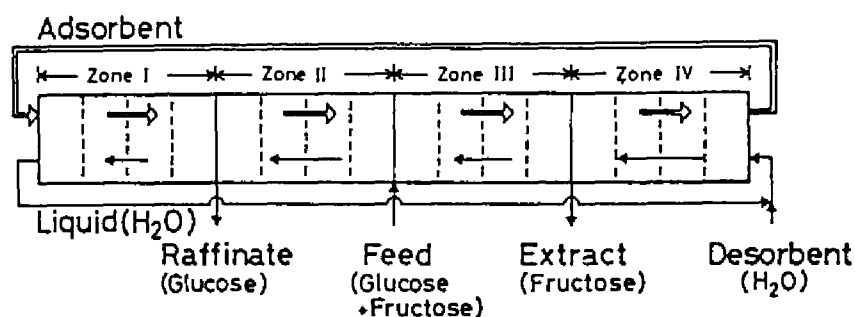 Adsorbent
Zone I Zone II Zone III Zone IV
Liquid(H₂O)
Raffinate Feed Extract Desorbent
(Glucose) (Glucose (Fructose) (H₂O)
+Fructose)